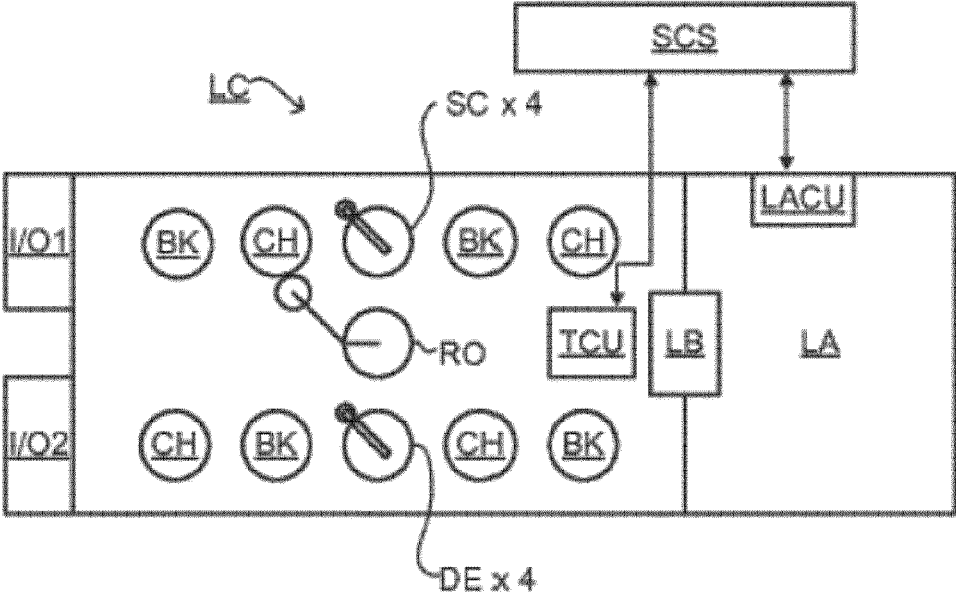 SCS
LC
SC x 4
LACU
I/O1
BK
CH
BK
CH
RO
TCU
LB
LA
I/O2
CH
BK
CH
BK
DE x 4